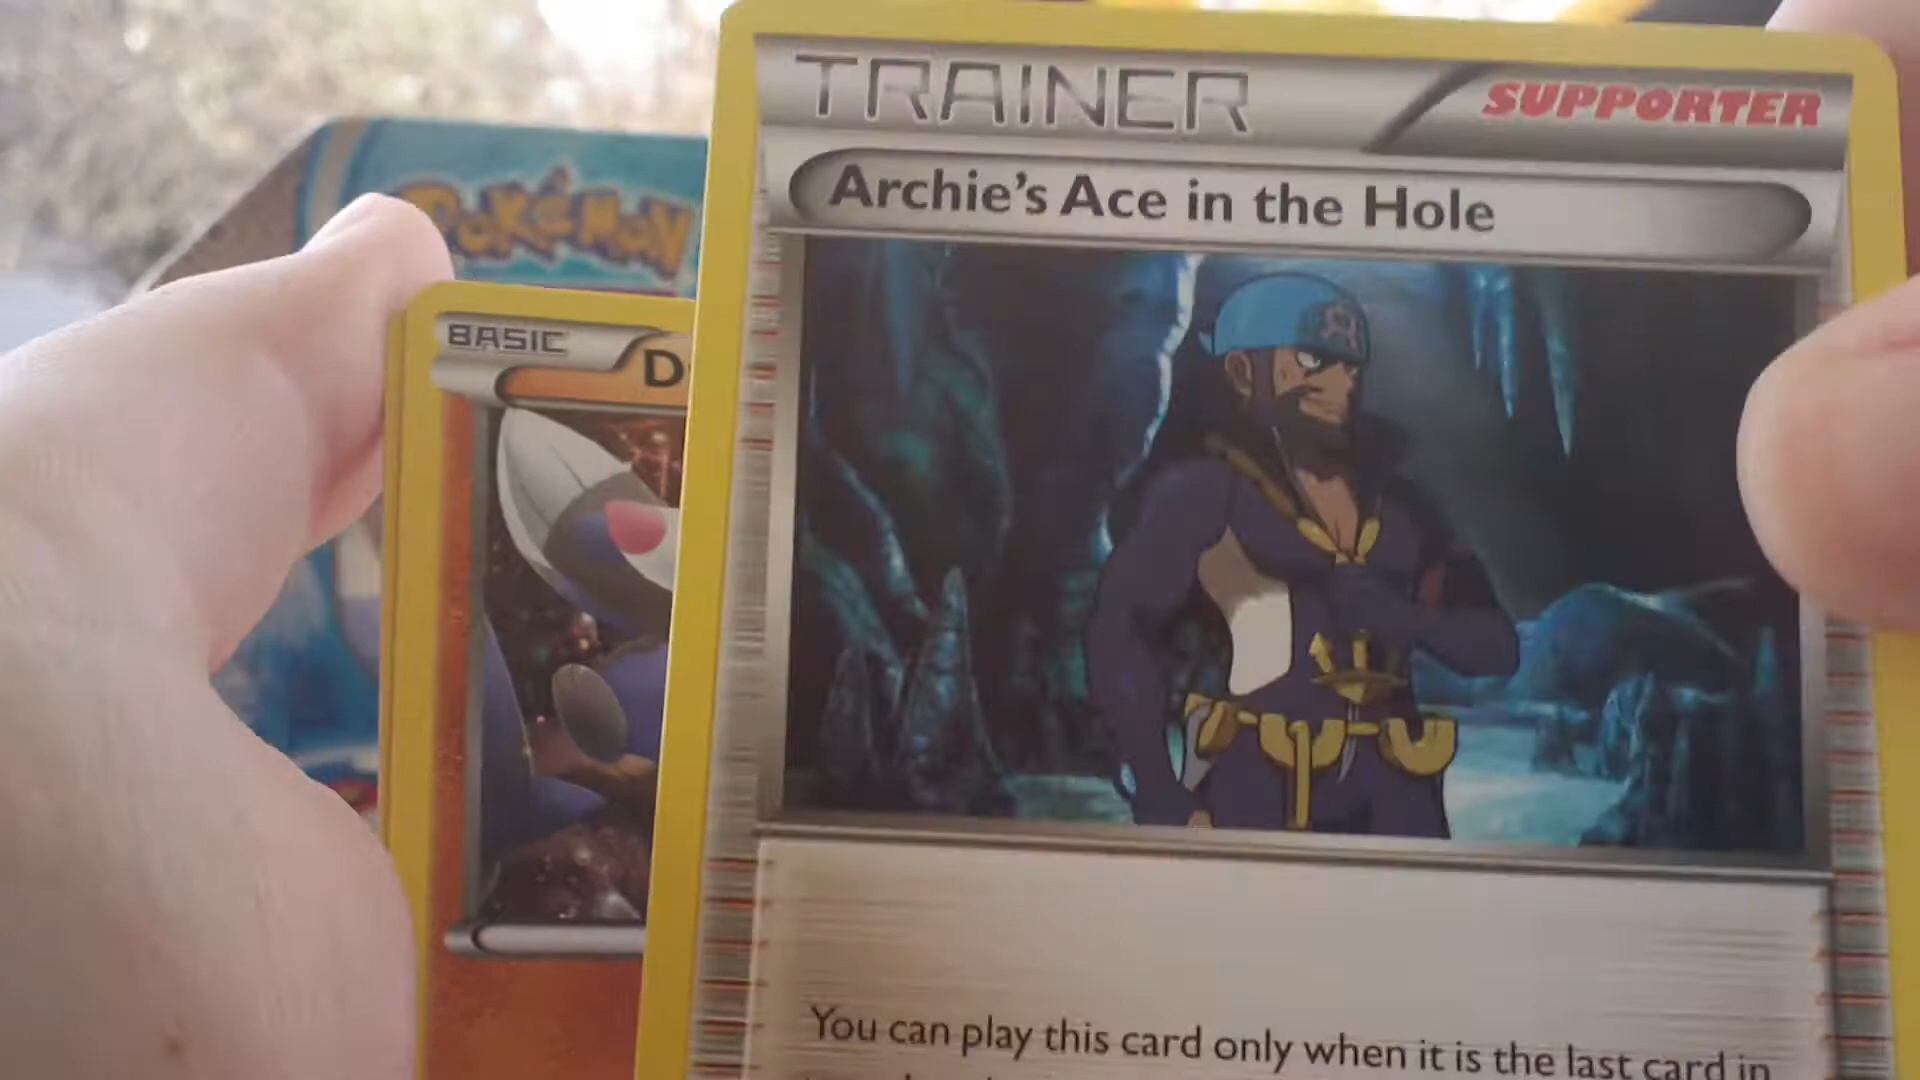 TRAINER
SUPPORTER
Archie's Ace in the Hole
POKéMON
BASIC
D
You can play this card only when it is the last card in